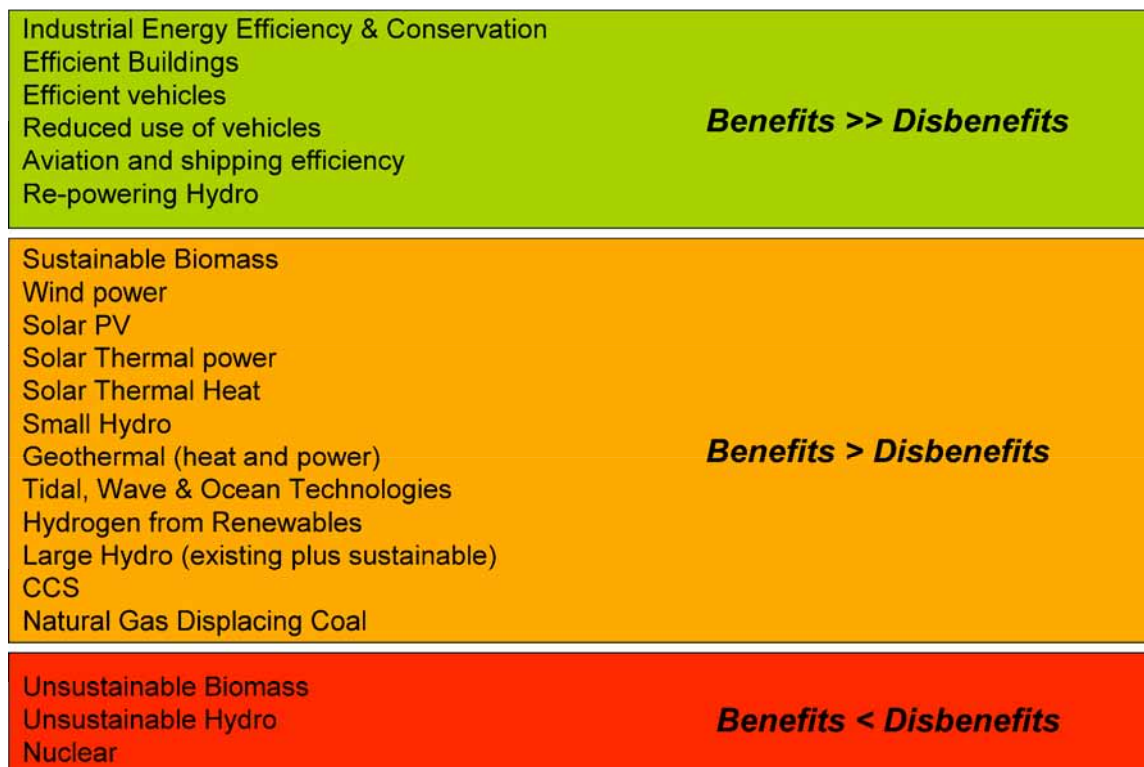 Industrial Energy Efficiency & Conservation
Efficient Buildings
Efficient vehicles
Reduced use of vehicles
Aviation and shipping efficiency
Re-powering Hydro
Benefits >> Disbenefits
Sustainable Biomass
Wind power
Solar PV
Solar Thermal power
Solar Thermal Heat
Small Hydro
Geothermal (heat and power)
Tidal, Wave & Ocean Technologies
Hydrogen from Renewables
Large Hydro (existing plus sustainable)
CCS
Natural Gas Displacing Coal
Benefits > Disbenefits
Unsustainable Biomass
Unsustainable Hydro
Nuclear
Benefits < Disbenefits